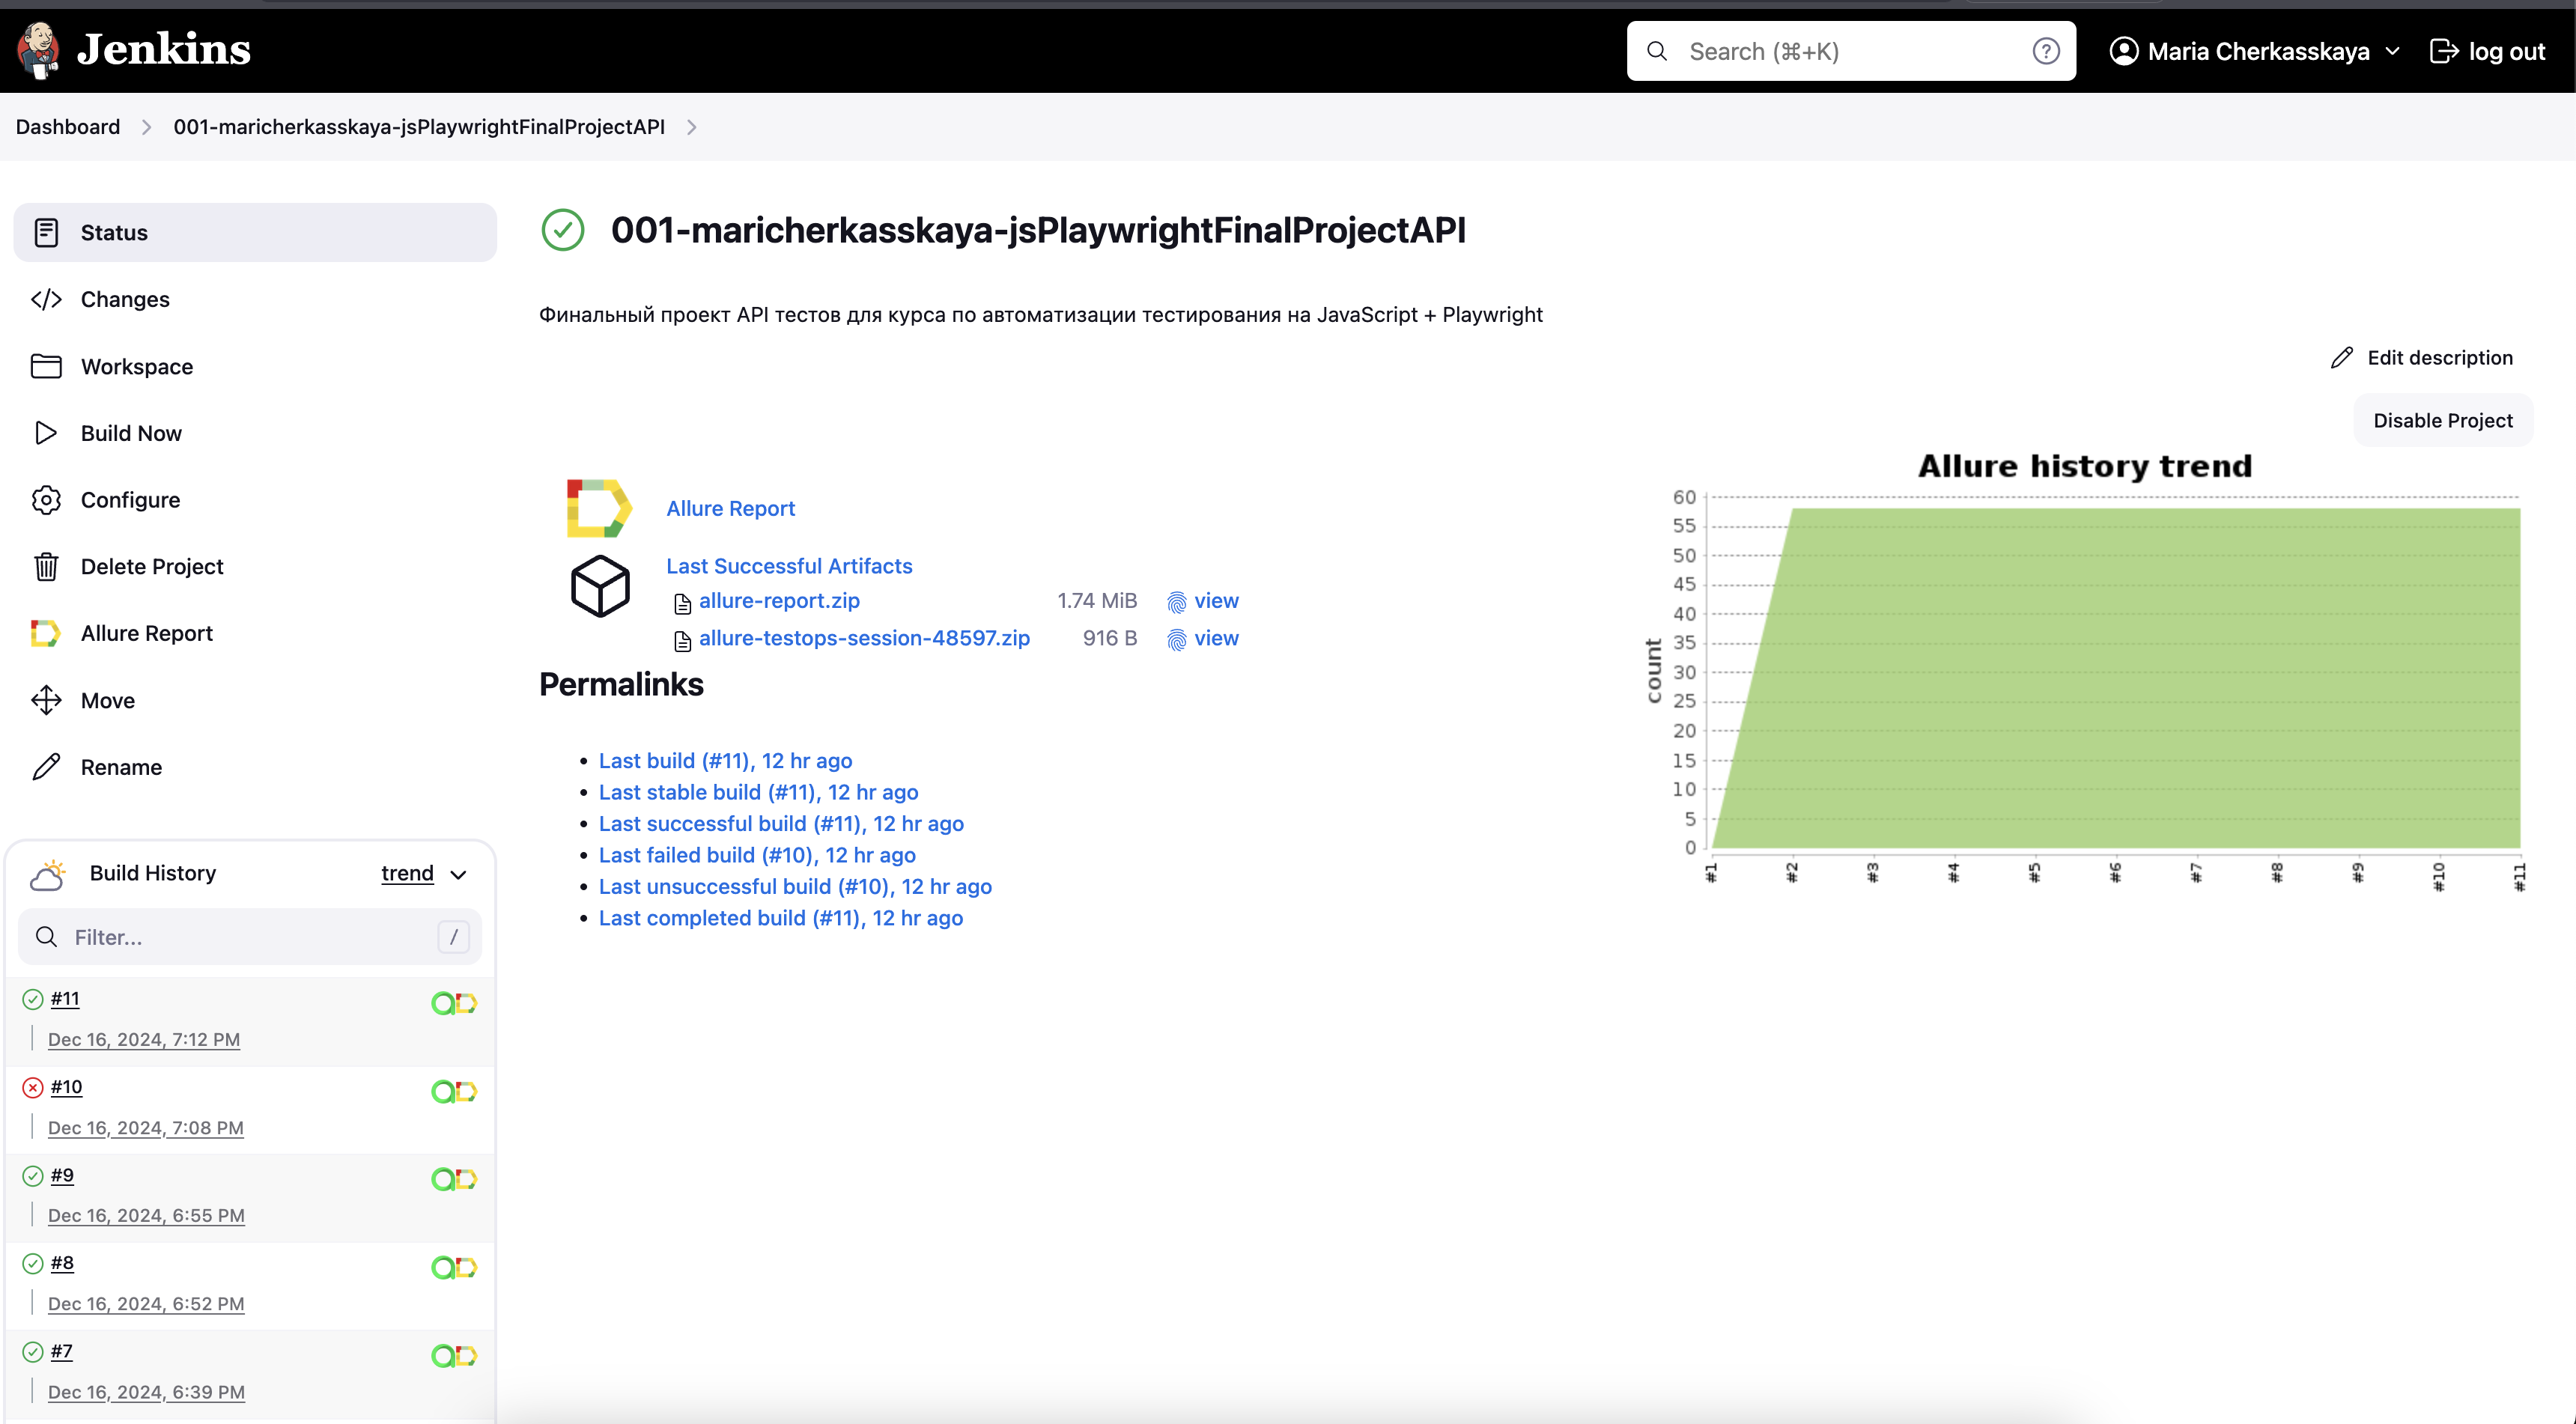 Jenkins
Search (⌘+K)
Maria Cherkasskaya
log out
Dashboard
001-maricherkasskaya-jsPlaywrightFinalProjectAPI
Status
Changes
Workspace
Build Now
Configure
Delete Project
Allure Report
Move
Rename
Build History
trend
Filter...
/
#11
Dec 16, 2024, 7:12 PM
#10
Dec 16, 2024, 7:08 PM
#9
Dec 16, 2024, 6:55 PM
#8
Dec 16, 2024, 6:52 PM
#7
Dec 16, 2024, 6:39 PM
001-maricherkasskaya-jsPlaywrightFinalProjectAPI
Финальный проект API тестов для курса по автоматизации тестирования на JavaScript + Playwright
Edit description
Disable Project
Allure Report
Last Successful Artifacts
allure-report.zip 1.74 MiB view
allure-testops-session-48597.zip 916 B view
Permalinks
Last build (#11), 12 hr ago
Last stable build (#11), 12 hr ago
Last successful build (#11), 12 hr ago
Last failed build (#10), 12 hr ago
Last unsuccessful build (#10), 12 hr ago
Last completed build (#11), 12 hr ago
Allure history trend
count
60
55
50
45
40
35
30
25
20
15
10
5
0
#1 #2 #3 #4 #5 #6 #7 #8 #9 #10 #11